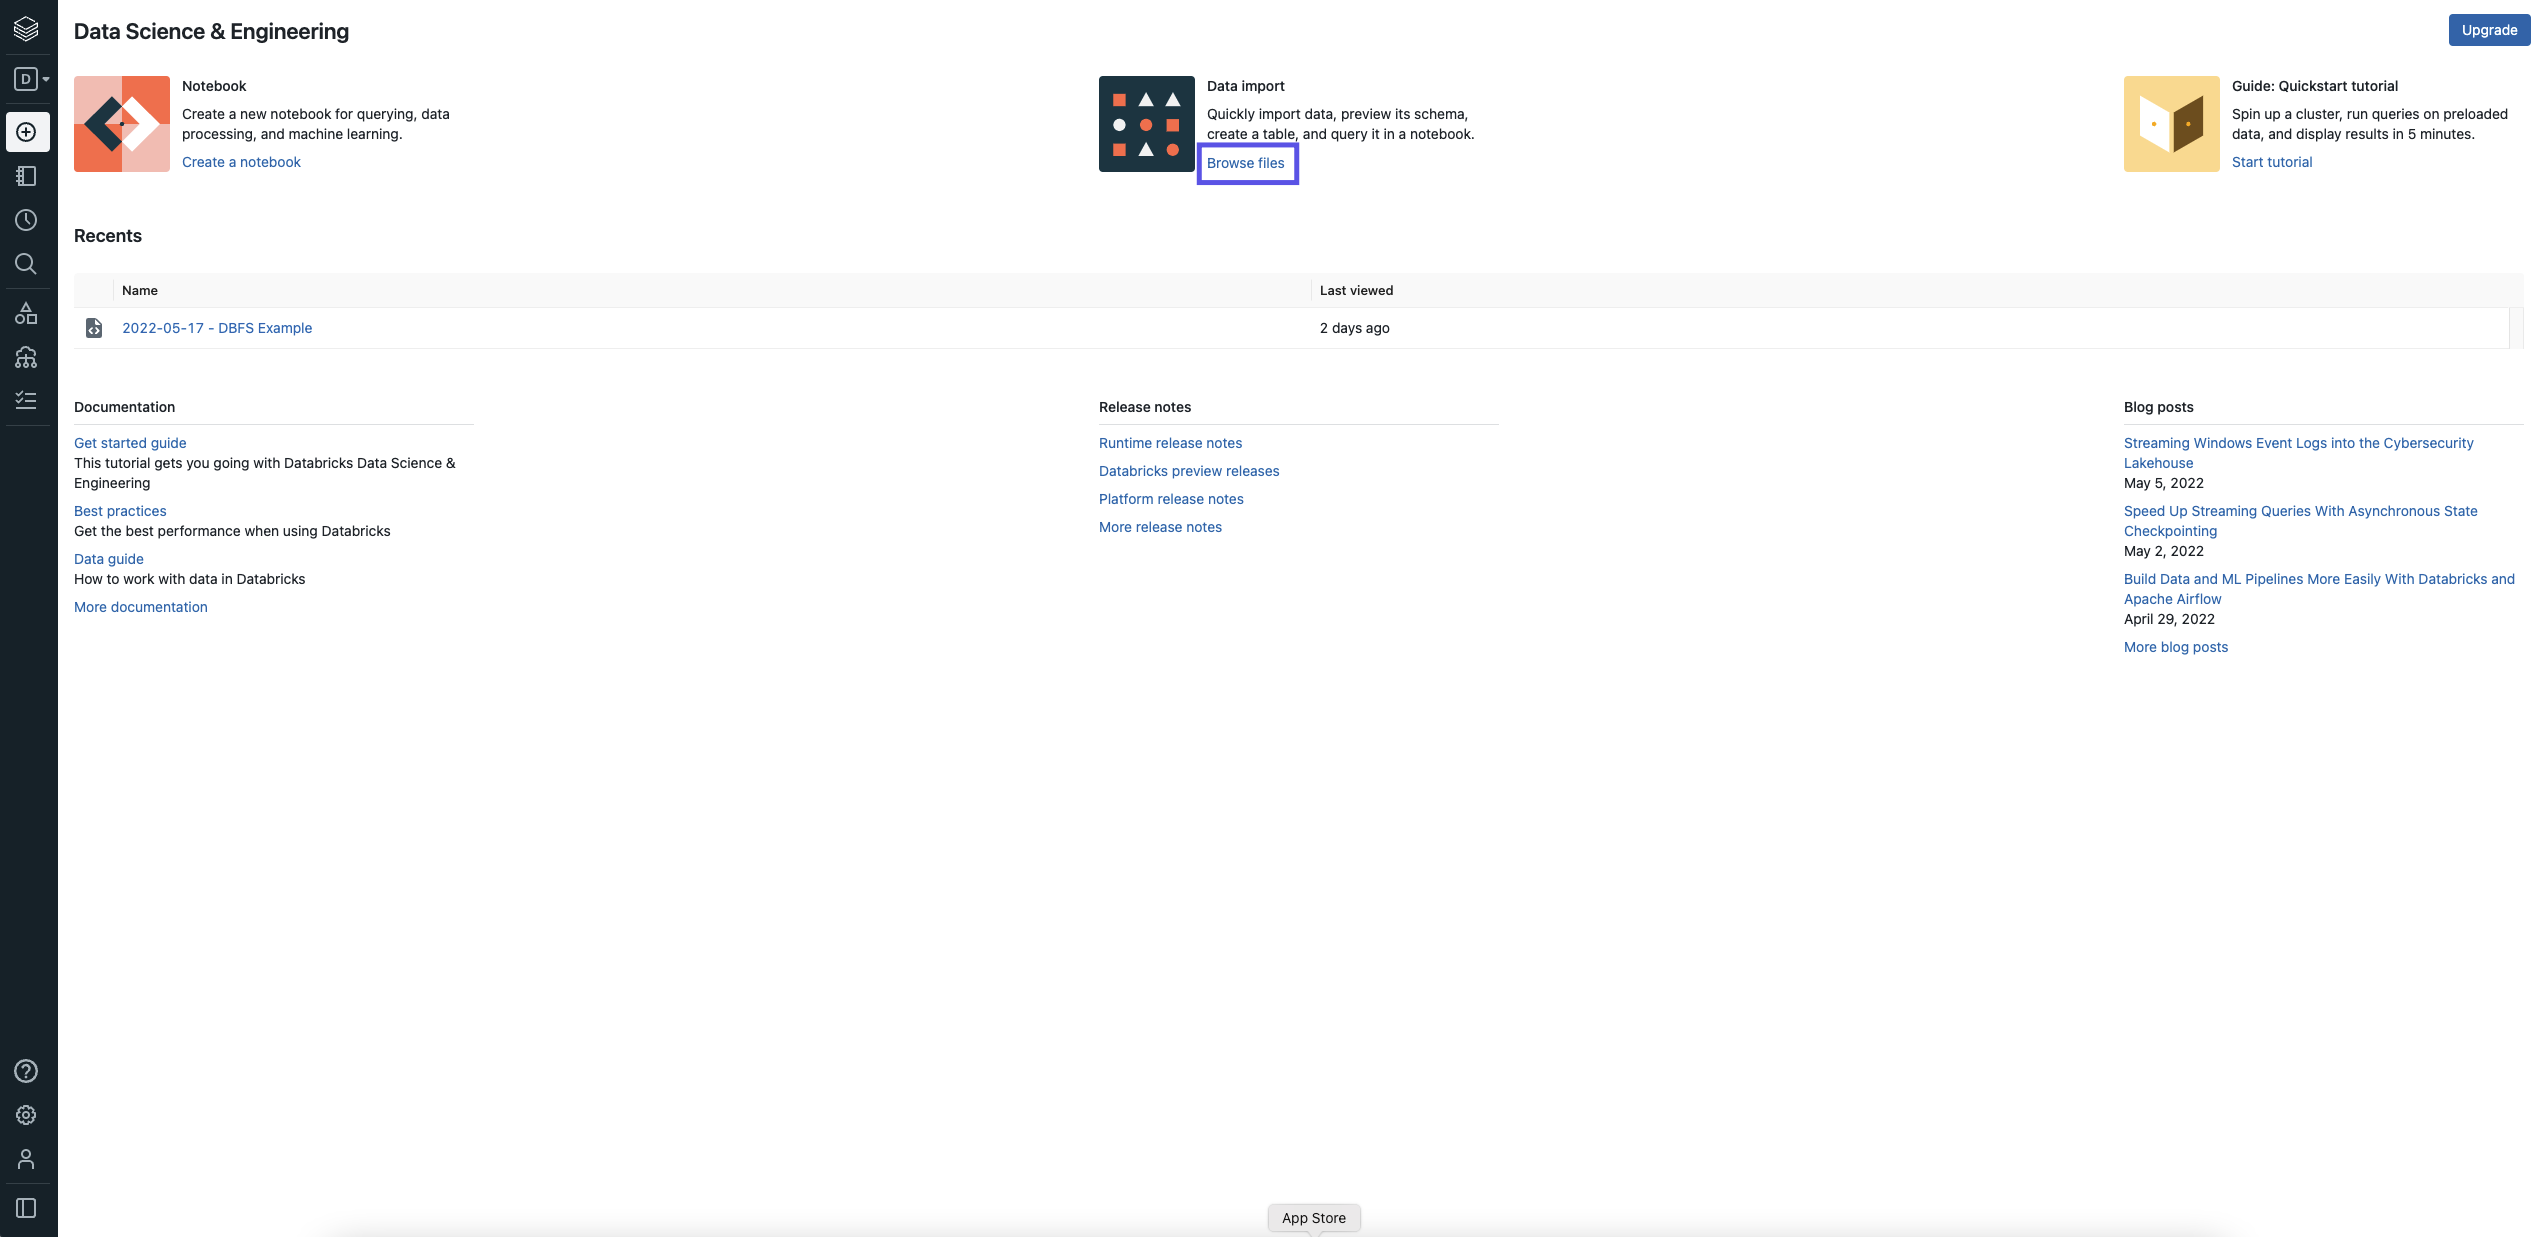 Data Science & Engineering
Upgrade
D
Notebook
Create a new notebook for querying, data
processing, and machine learning.
Create a notebook
Data import
Quickly import data, preview its schema,
create a table, and query it in a notebook.
Browse files
Guide: Quickstart tutorial
Spin up a cluster, run queries on preloaded
data, and display results in 5 minutes.
Start tutorial
Recents
Name
Last viewed
2022-05-17 - DBFS Example
2 days ago
Documentation
Get started guide
This tutorial gets you going with Databricks Data Science &
Engineering
Best practices
Get the best performance when using Databricks
Data guide
How to work with data in Databricks
More documentation
Release notes
Runtime release notes
Databricks preview releases
Platform release notes
More release notes
Blog posts
Streaming Windows Event Logs into the Cybersecurity
Lakehouse
May 5, 2022
Speed Up Streaming Queries With Asynchronous State
Checkpointing
May 2, 2022
Build Data and ML Pipelines More Easily With Databricks and
Apache Airflow
April 29, 2022
More blog posts
App Store